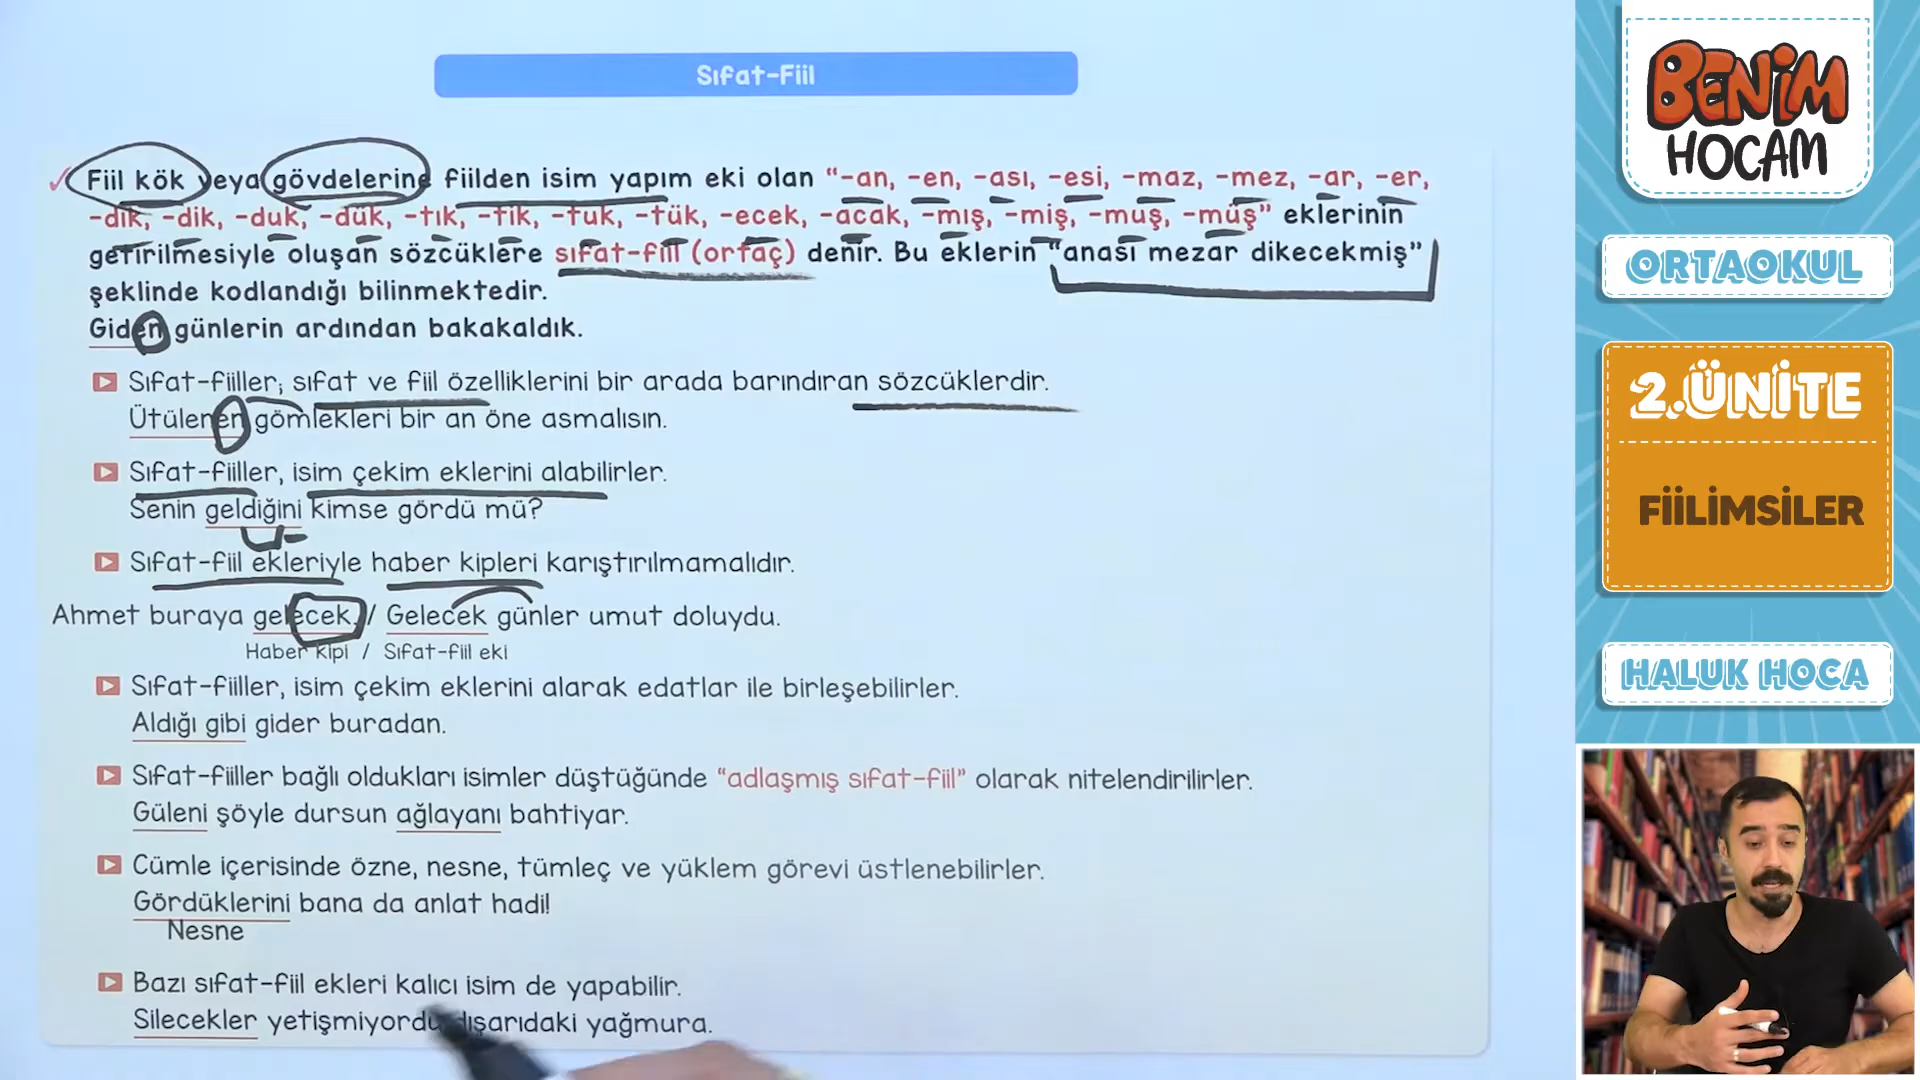 Sıfat-Fiil
Fiil kök veya gövdelerine fiilden isim yapım eki olan “-an, -en, -ası, -esi, -maz, -mez, -ar, -er,
-dık, -dik, -duk, -dük, -tık, -tik, -tuk, -tük, -ecek, -acak, -mış, -miş, -muş, -müş” eklerinin
getirilmesiyle oluşan sözcüklere sıfat-fiil (ortaç) denir. Bu eklerin “anası mezar dikecekmiş”
şeklinde kodlandığı bilinmektedir.
Giden günlerin ardından bakakaldık.
Sıfat-fiiller; sıfat ve fiil özelliklerini bir arada barındıran sözcüklerdir.
Ütülenen gömlekleri bir an öne asmalısın.
Sıfat-fiiller, isim çekim eklerini alabilirler.
Senin geldiğini kimse gördü mü?
Sıfat-fiil ekleriyle haber kipleri karıştırılmamalıdır.
Ahmet buraya gelecek. / Gelecek günler umut doluydu.
Haber kipi / Sıfat-fiil eki
Sıfat-fiiller, isim çekim eklerini alarak edatlar ile birleşebilirler.
Aldığı gibi gider buradan.
Sıfat-fiiller bağlı oldukları isimler düştüğünde “adlaşmış sıfat-fiil” olarak nitelendirilirler.
Güleni şöyle dursun ağlayanı bahtiyar.
Cümle içerisinde özne, nesne, tümleç ve yüklem görevi üstlenebilirler.
Gördüklerini bana da anlat hadi!
Nesne
Bazı sıfat-fiil ekleri kalıcı isim de yapabilir.
Silecekler yetişmiyordu dışarıdaki yağmura.
BENİM
HOCAM
ORTAOKUL
2.ÜNİTE
FİİLİMSİLER
HALUK HOCA